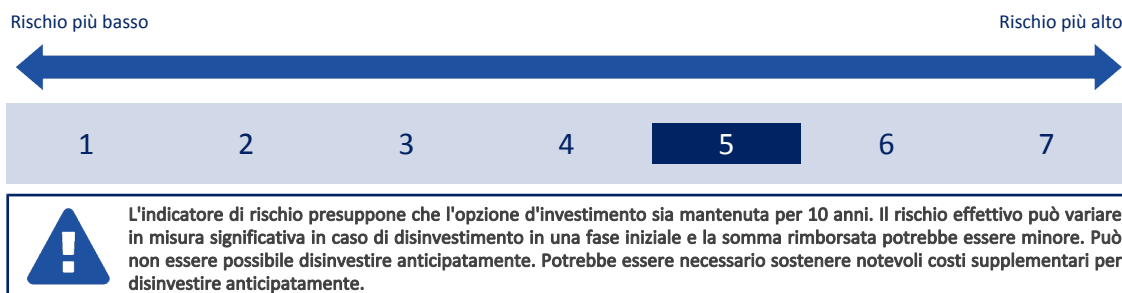 Rischio più basso Rischio più alto
1 2 3 4 5 6 7
L'indicatore di rischio presuppone che l'opzione d'investimento sia mantenuta per 10 anni. Il rischio effettivo può variare
in misura significativa in caso di disinvestimento in una fase iniziale e la somma rimborsata potrebbe essere minore. Può
non essere possibile disinvestire anticipatamente. Potrebbe essere necessario sostenere notevoli costi supplementari per
disinvestire anticipatamente.